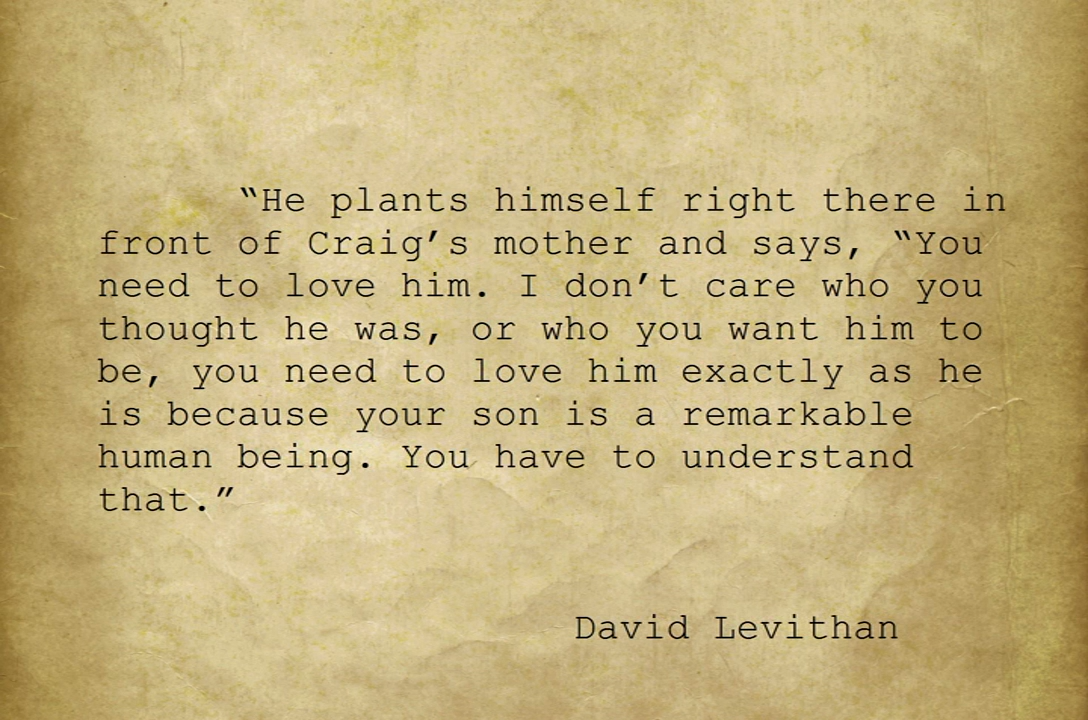 “He plants himself right there in
front of Craig’s mother and says, “You
need to love him. I don’t care who you
thought he was, or who you want him to
be, you need to love him exactly as he
is because your son is a remarkable
human being. You have to understand
that.”
David Levithan